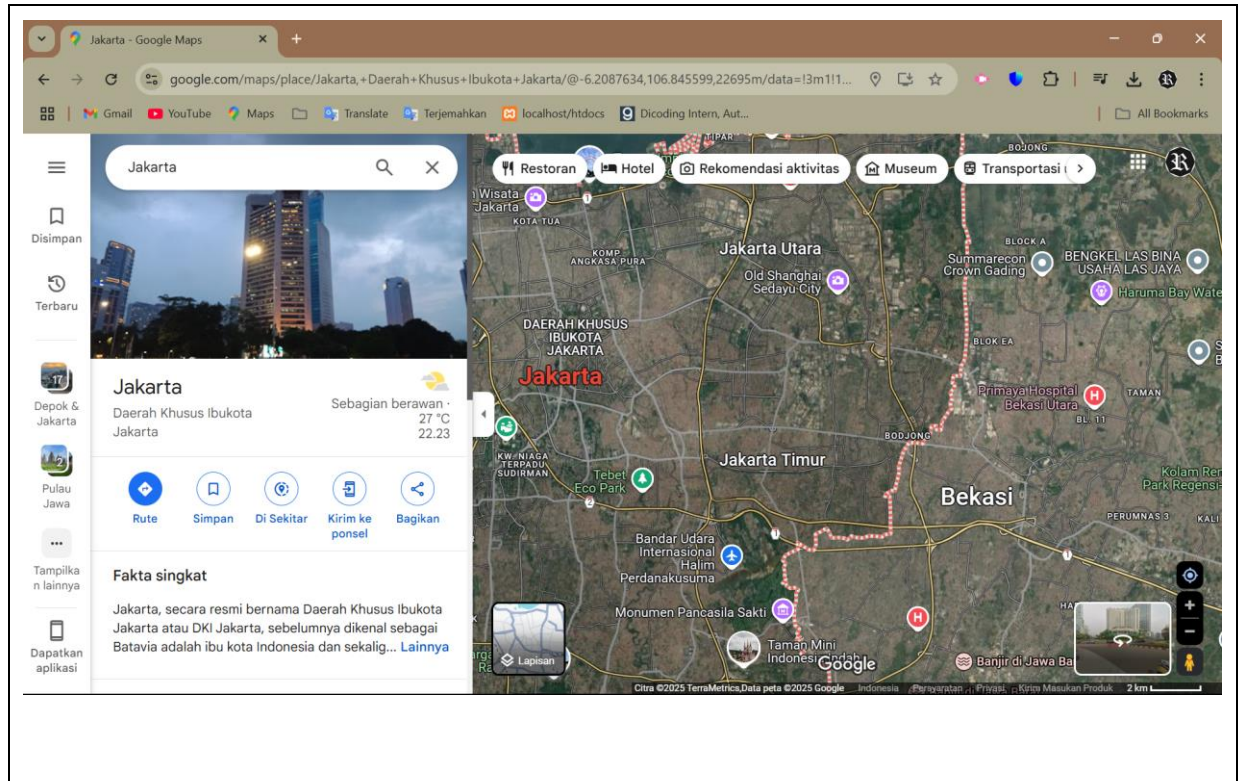 Jakarta - Google Maps
google.com/maps/place/Jakarta,+Daerah+Khusus+Ibukota+Jakarta/@-6.2087634,106.845599,22695m/data=!3m1!1...
Gmail YouTube Maps Translate Terjemahkan localhost/htdocs Dicoding Intern, Aut... All Bookmarks
Jakarta
Disimpan
Terbaru
17
Depok &
Jakarta
2
Pulau
Jawa
Tampilka
n lainnya
Dapatkan
aplikasi
Jakarta
Daerah Khusus Ibukota
Jakarta
Sebagian berawan ·
27 °C
22.23
Rute
Simpan
Di Sekitar
Kirim ke
ponsel
Bagikan
Fakta singkat
Jakarta, secara resmi bernama Daerah Khusus Ibukota
Jakarta atau DKI Jakarta, sebelumnya dikenal sebagai
Batavia adalah ibu kota Indonesia dan sekalig... Lainnya
Restoran
Hotel
Rekomendasi aktivitas
Museum
Transportasi
TIPAR
BOJONG
Wisata
Jakarta
KOTA TUA
KOMP.
ANGKASA PURA
Jakarta Utara
Old Shanghai
Sedayu City
BLOCK A
Summarecon
Crown Gading
BENGKEL LAS BINA
USAHA LAS JAYA
Haruma Bay Wate
DAERAH KHUSUS
IBUKOTA
JAKARTA
Jakarta
BLOK EA
Primaya Hospital
Bekasi Utara
TAMAN
BL. 11
BODJONG
KW. NIAGA
TERPADU
SUDIRMAN
Tebet
Eco Park
Jakarta Timur
Bekasi
Kolam Ren
Park Regensi-
PERUMNAS 3
KALI
Bandar Udara
Internasional
Halim
Perdanakusuma
Monumen Pancasila Sakti
Taman Mini
Indonesia Indah
Banjir di Jawa Ba
Lapisan
Google
Citra ©2025 TerraMetrics,Data peta ©2025 Google Indonesia Persyaratan Privasi Kirim Masukan Produk 2 km